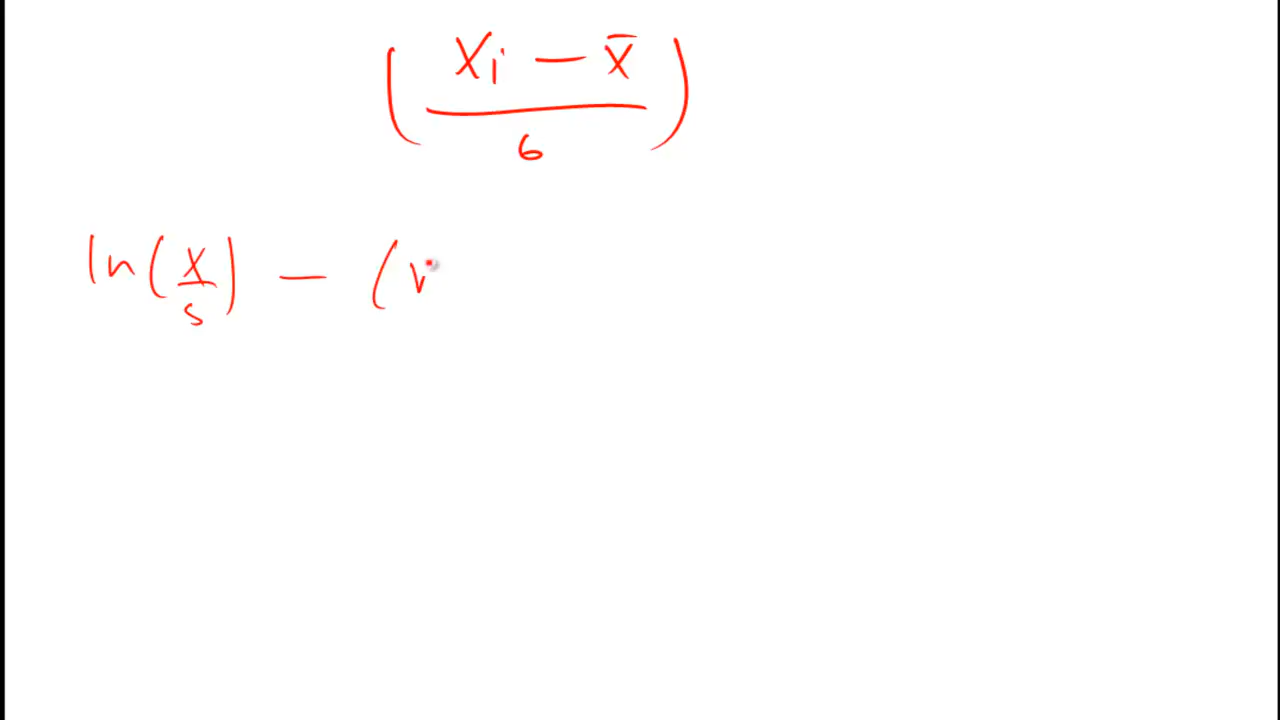 ( (Xi − x̄) / 6 )
ln(x/s) − (r